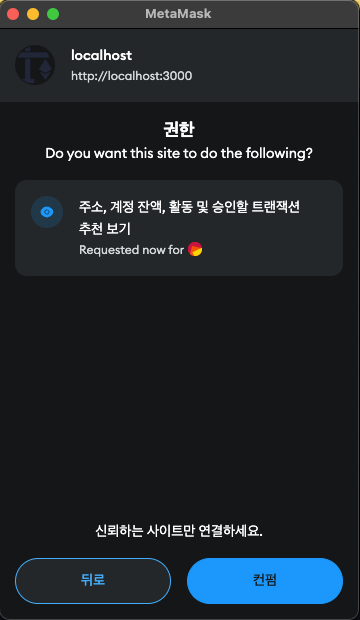 MetaMask
localhost
http://localhost:3000
권한
Do you want this site to do the following?
주소, 계정 잔액, 활동 및 승인할 트랜잭션
추천 보기
Requested now for
신뢰하는 사이트만 연결하세요.
뒤로
컨펌